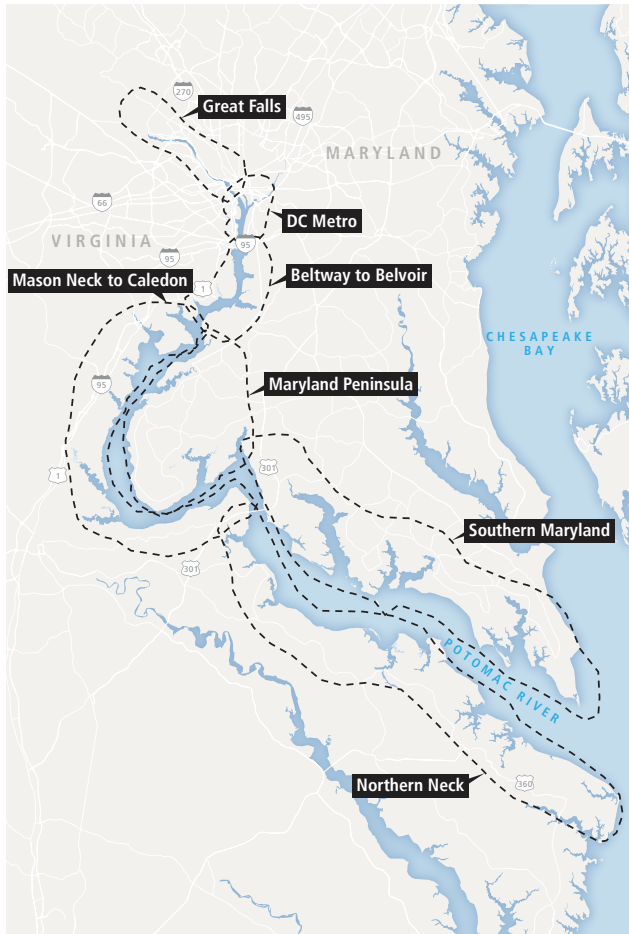 270
Great Falls
495
MARYLAND
66
DC Metro
VIRGINIA
95
95
Beltway to Belvoir
Mason Neck to Caledon
1
CHESAPEAKE
BAY
95
Maryland Peninsula
301
1
Southern Maryland
301
POTOMAC RIVER
Northern Neck
360